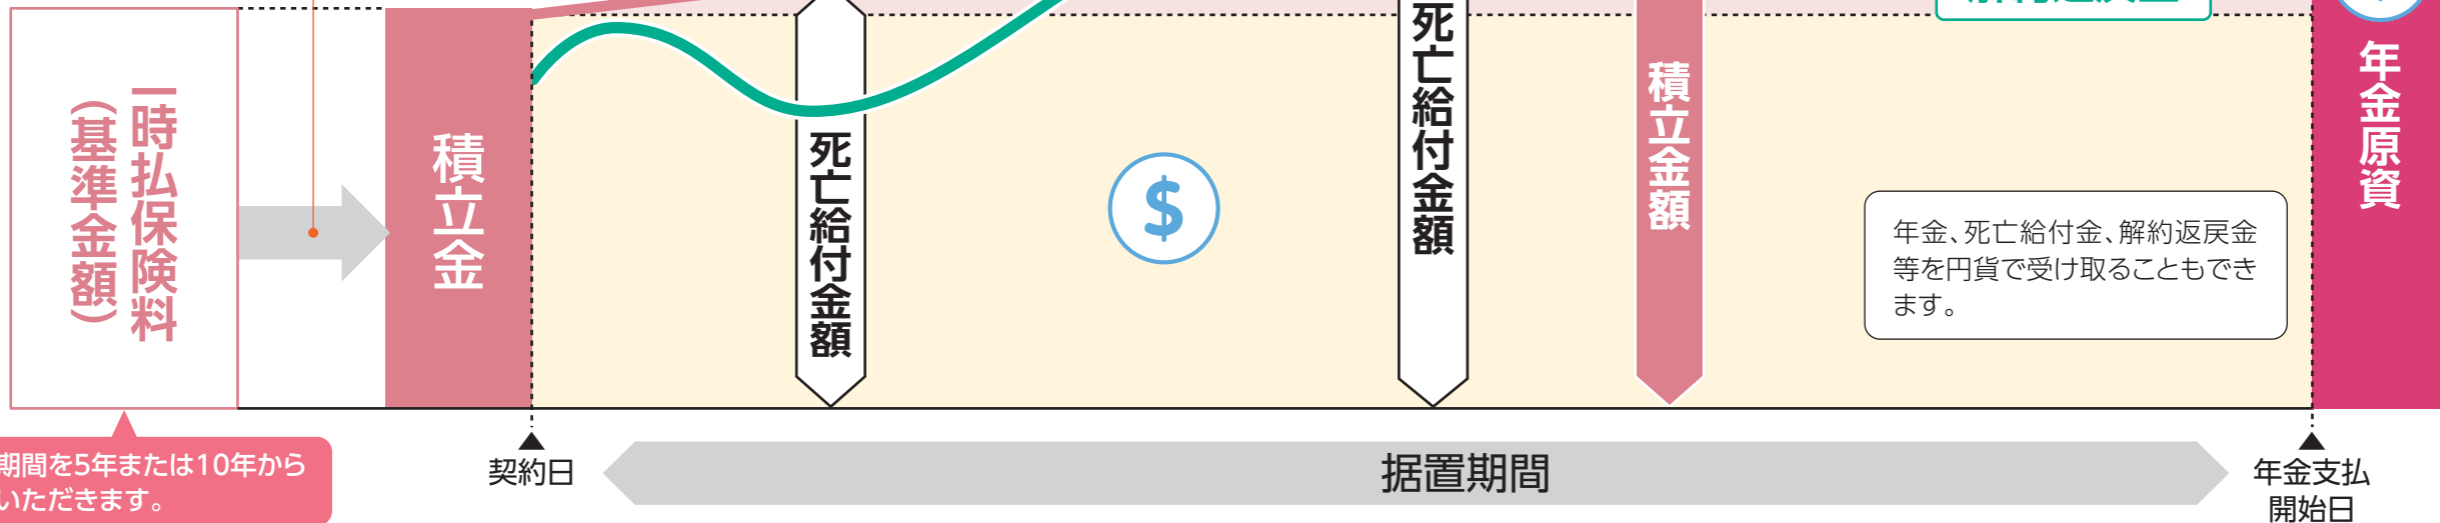 一時払保険料
（基準金額）
積立金
死亡給付金額
$
死亡給付金額
積立金額
年金、死亡給付金、解約返戻金
等を円貨で受け取ることもでき
ます。
年金原資
期間を5年または10年から
いただきます。
契約日
据置期間
年金支払
開始日